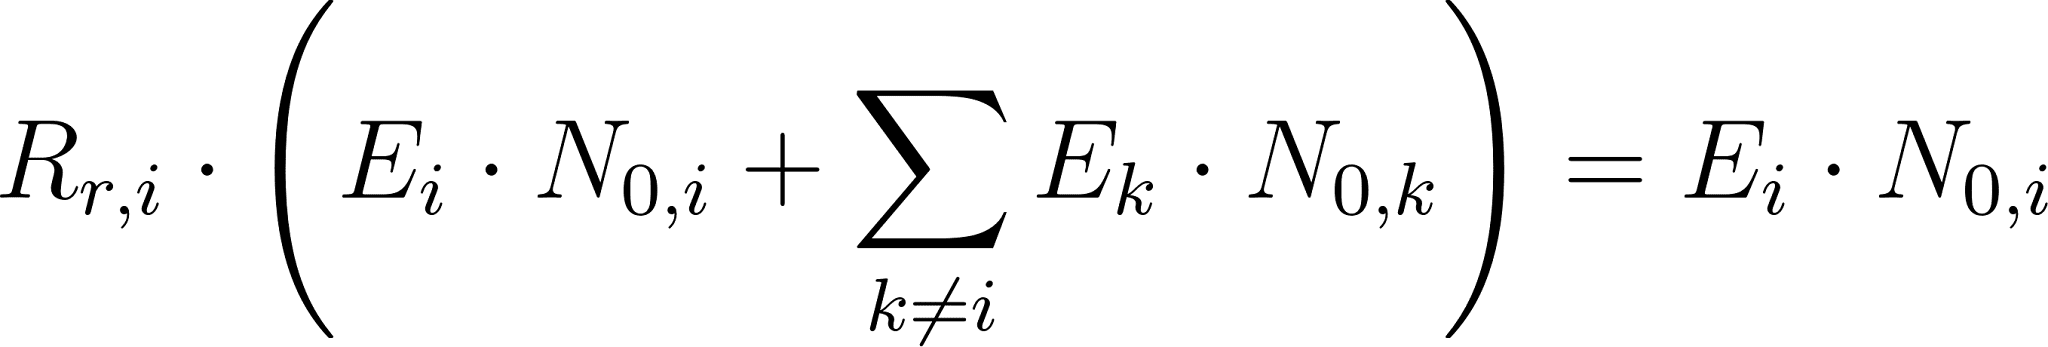 R_{r,i} \cdot \left( E_i \cdot N_{0,i} + \sum_{k \neq i} E_k \cdot N_{0,k} \right) = E_i \cdot N_{0,i}